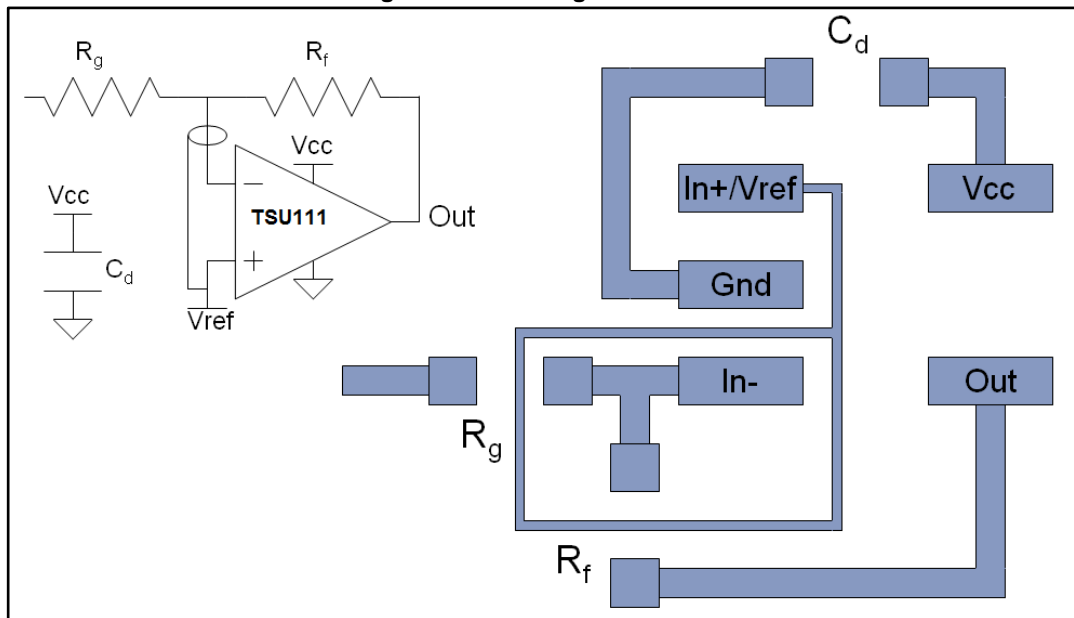 Rg
Rf
Vcc
TSU111
Out
Vcc
Cd
Vref
Cd
In+/Vref
Vcc
Gnd
In-
Out
Rg
Rf